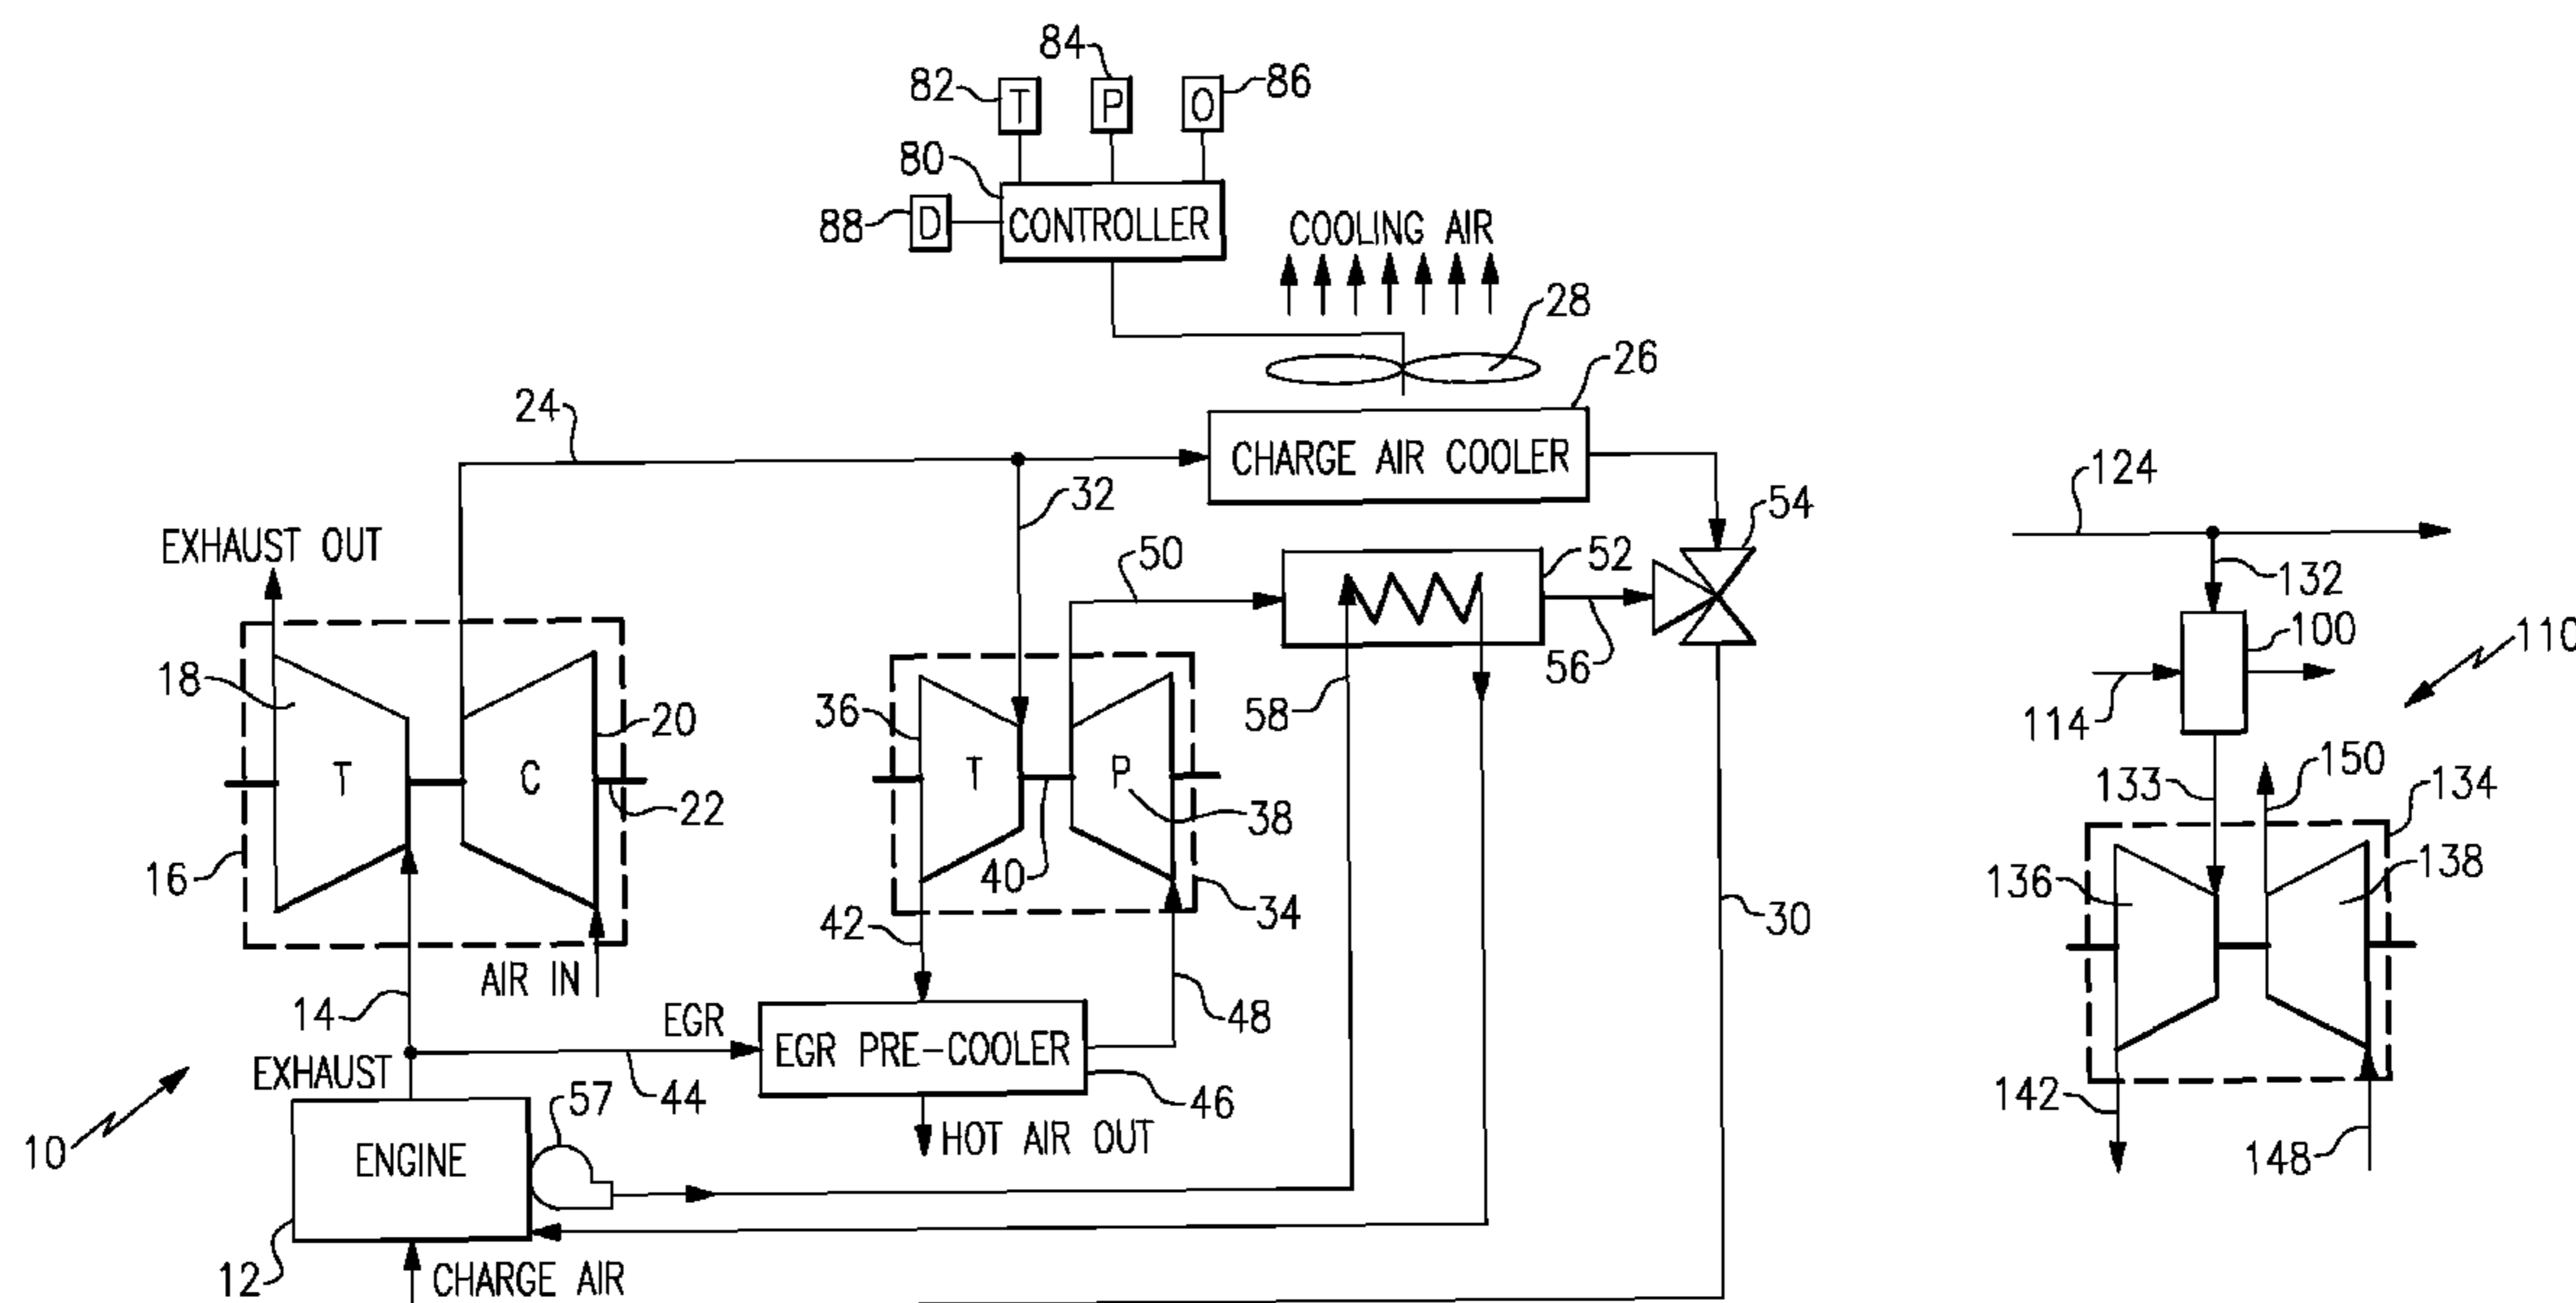 84
82
T
P
O
86
80
88
D
CONTROLLER
COOLING AIR
28
26
24
CHARGE AIR COOLER
32
54
124
EXHAUST OUT
50
52
132
56
100
110
114
18
T
C
20
22
16
36
T
P
38
40
34
58
30
133
150
134
136
138
AIR IN
14
42
48
EGR
EGR PRE-COOLER
46
44
EXHAUST
57
HOT AIR OUT
10
ENGINE
12
CHARGE AIR
142
148